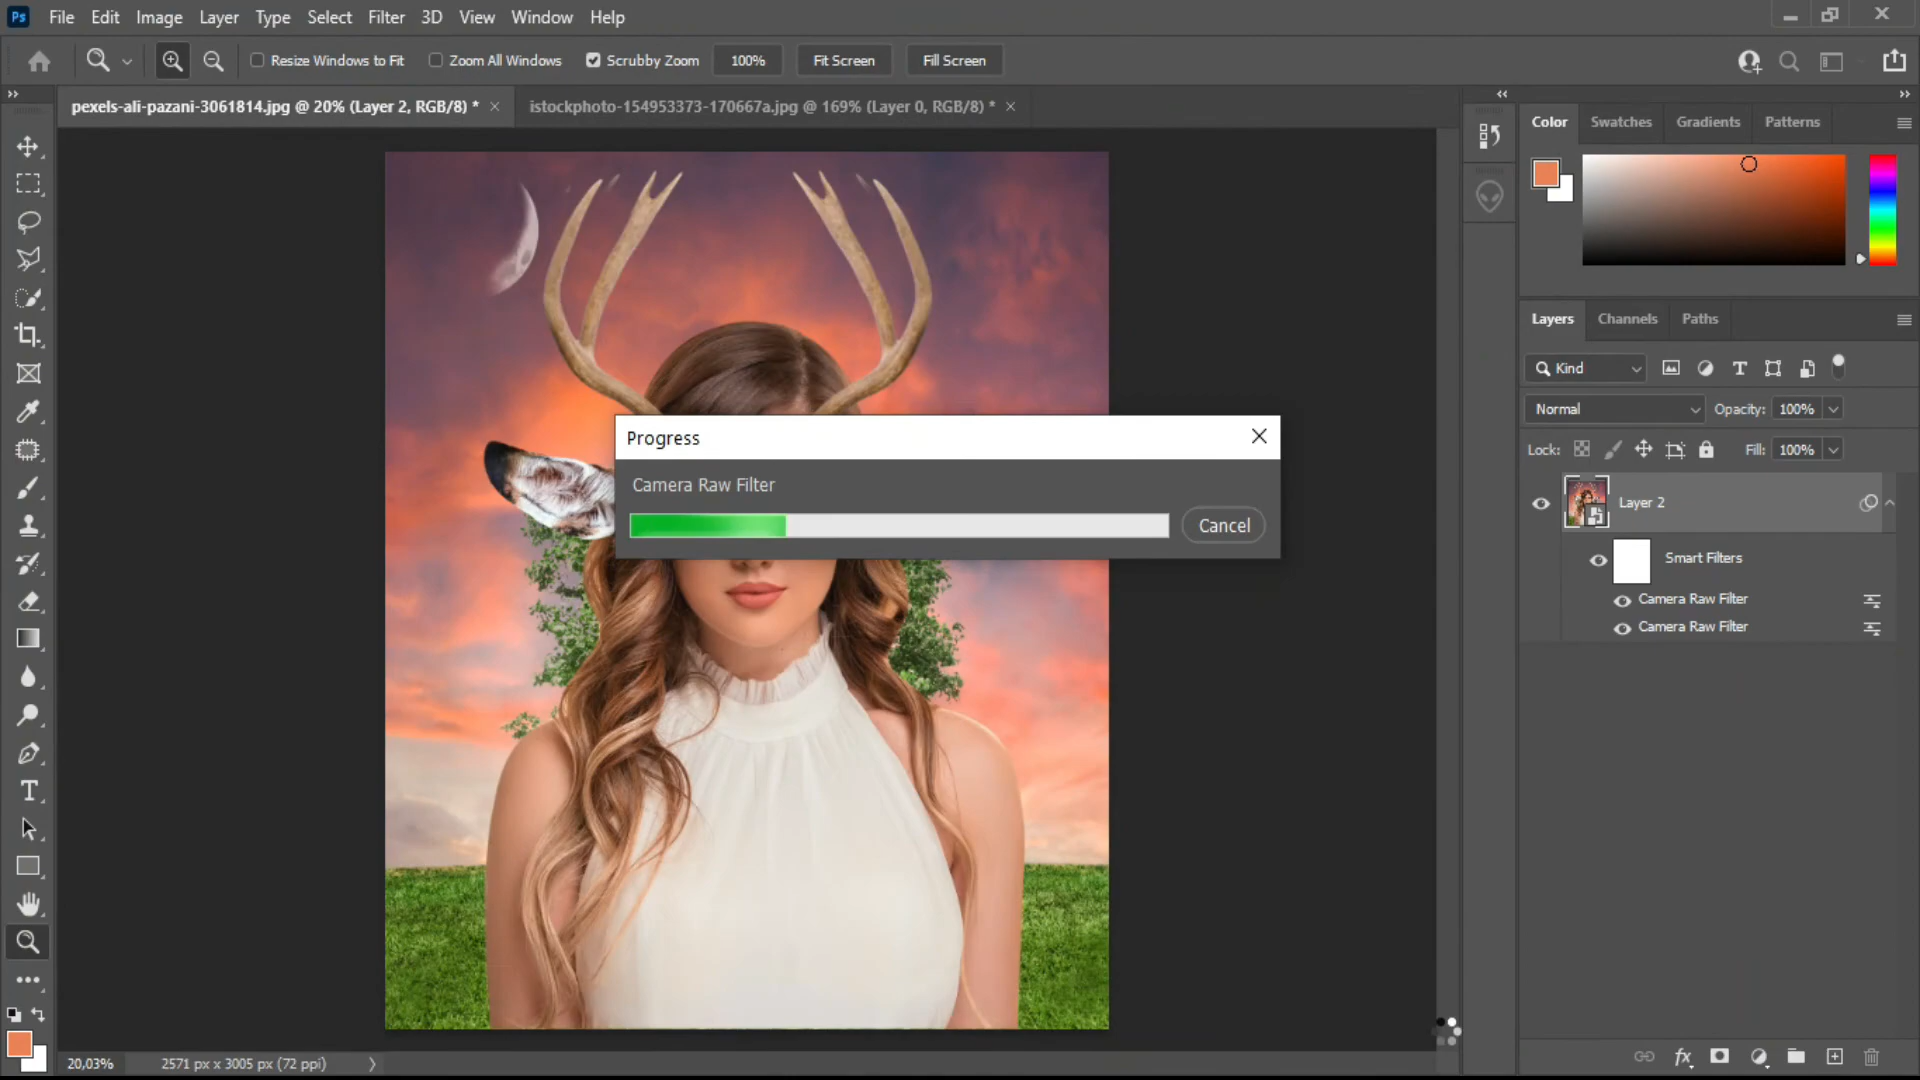 Ps File Edit Image Layer Type Select Filter 3D View Window Help
Resize Windows to Fit Zoom All Windows Scrubby Zoom 100% Fit Screen Fill Screen
pexels-ali-pazani-3061814.jpg @ 20% (Layer 2, RGB/8) * istockphoto-154953373-170667a.jpg @ 169% (Layer 0, RGB/8) *
Color Swatches Gradients Patterns
Layers Channels Paths
Kind
Normal Opacity: 100%
Lock: Fill: 100%
Layer 2
Smart Filters
Camera Raw Filter
Camera Raw Filter
Progress
Camera Raw Filter
Cancel
20,03% 2571 px x 3005 px (72 ppi)
fx